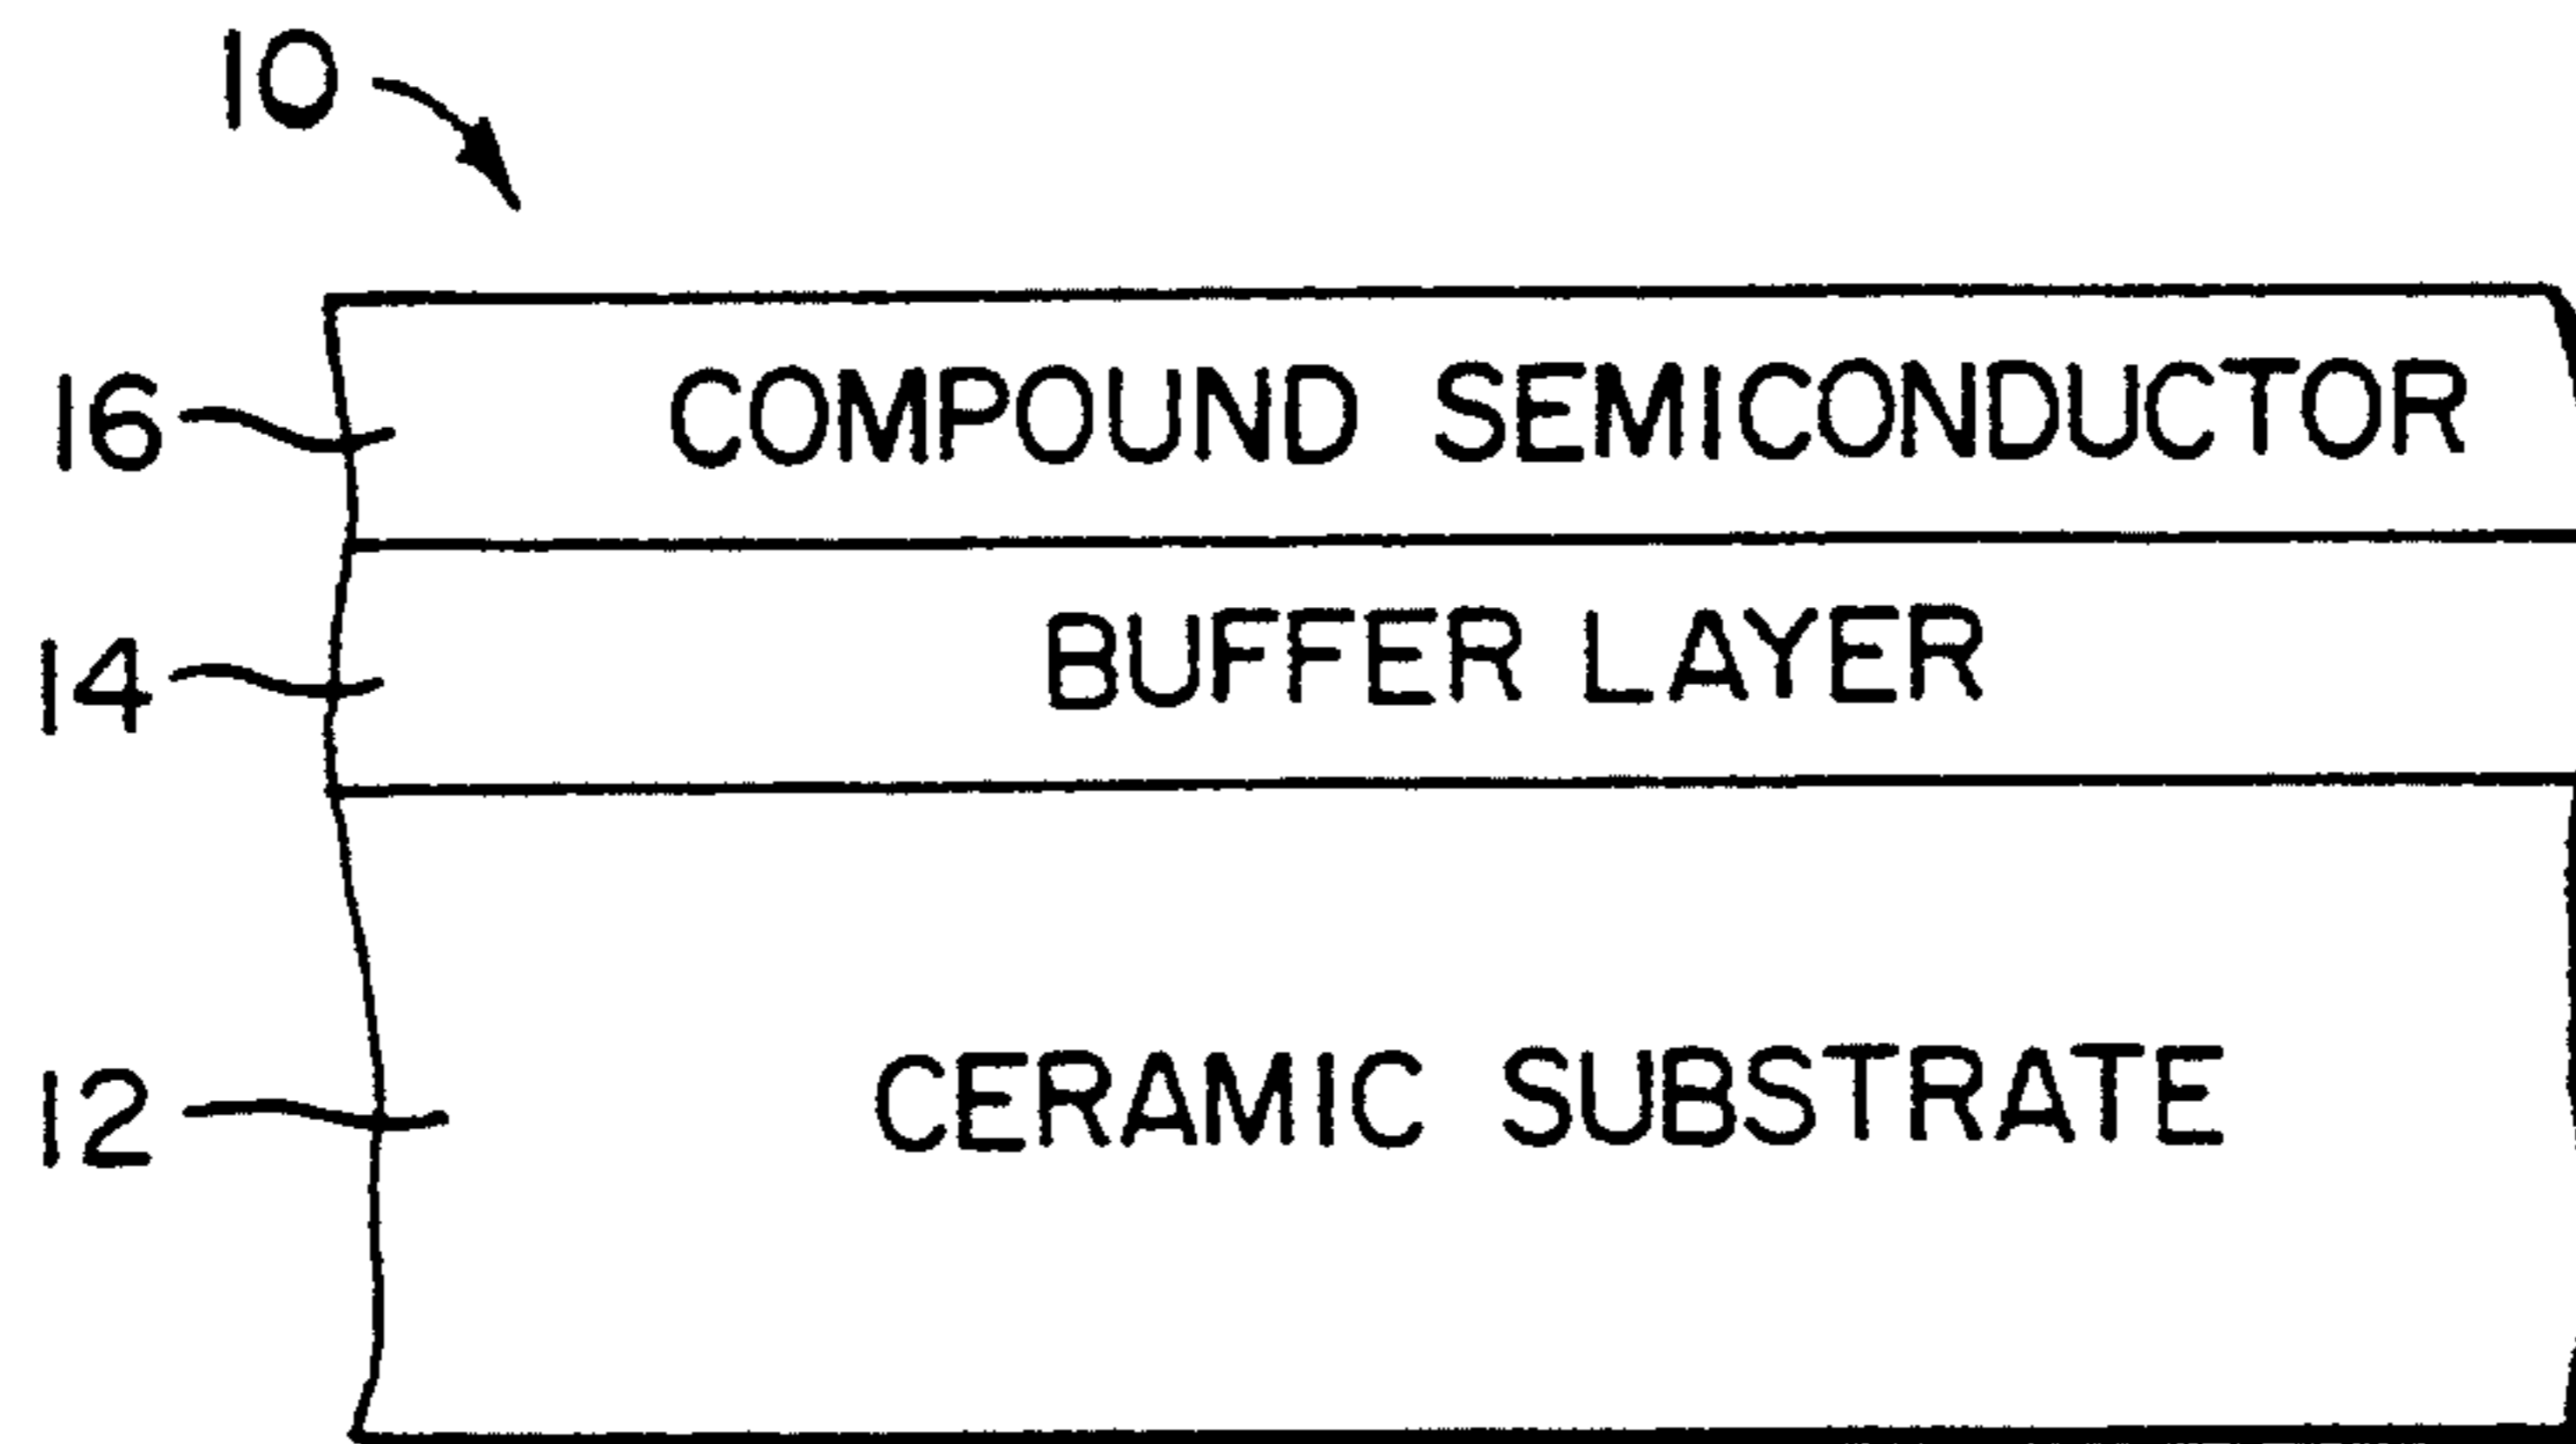 10
16 COMPOUND SEMICONDUCTOR
14 BUFFER LAYER
12 CERAMIC SUBSTRATE